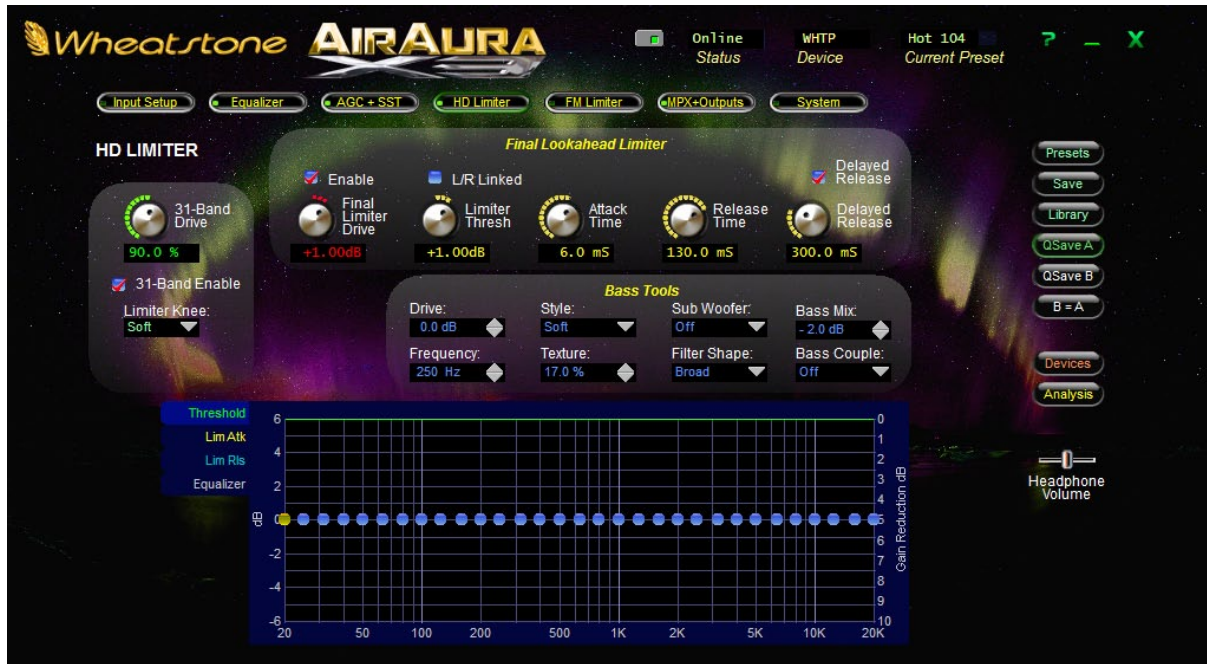 Wheatstone AIRAURA X3 Online WHTP Hot 104 ? – X
Status Device Current Preset
Input Setup Equalizer AGC + SST HD Limiter FM Limiter MPX+Outputs System
HD LIMITER
31-Band Drive
90.0 %
31-Band Enable
Limiter Knee:
Soft
Final Lookahead Limiter
Enable L/R Linked Delayed Release
Final Limiter Drive
+1.00dB
Limiter Thresh
+1.00dB
Attack Time
6.0 mS
Release Time
130.0 mS
Delayed Release
300.0 mS
Bass Tools
Drive: Style: Sub Woofer: Bass Mix:
0.0 dB Soft Off - 2.0 dB
Frequency: Texture: Filter Shape: Bass Couple:
250 Hz 17.0 % Broad Off
Presets
Save
Library
QSave A
QSave B
B = A
Devices
Analysis
Headphone Volume
Threshold
Lim Atk
Lim Rls
Equalizer
dB
6
4
2
0
-2
-4
-6
20 50 100 200 500 1K 2K 5K 10K 20K
0
1
2
3
4
5
6
7
8
9
10
Gain Reduction dB